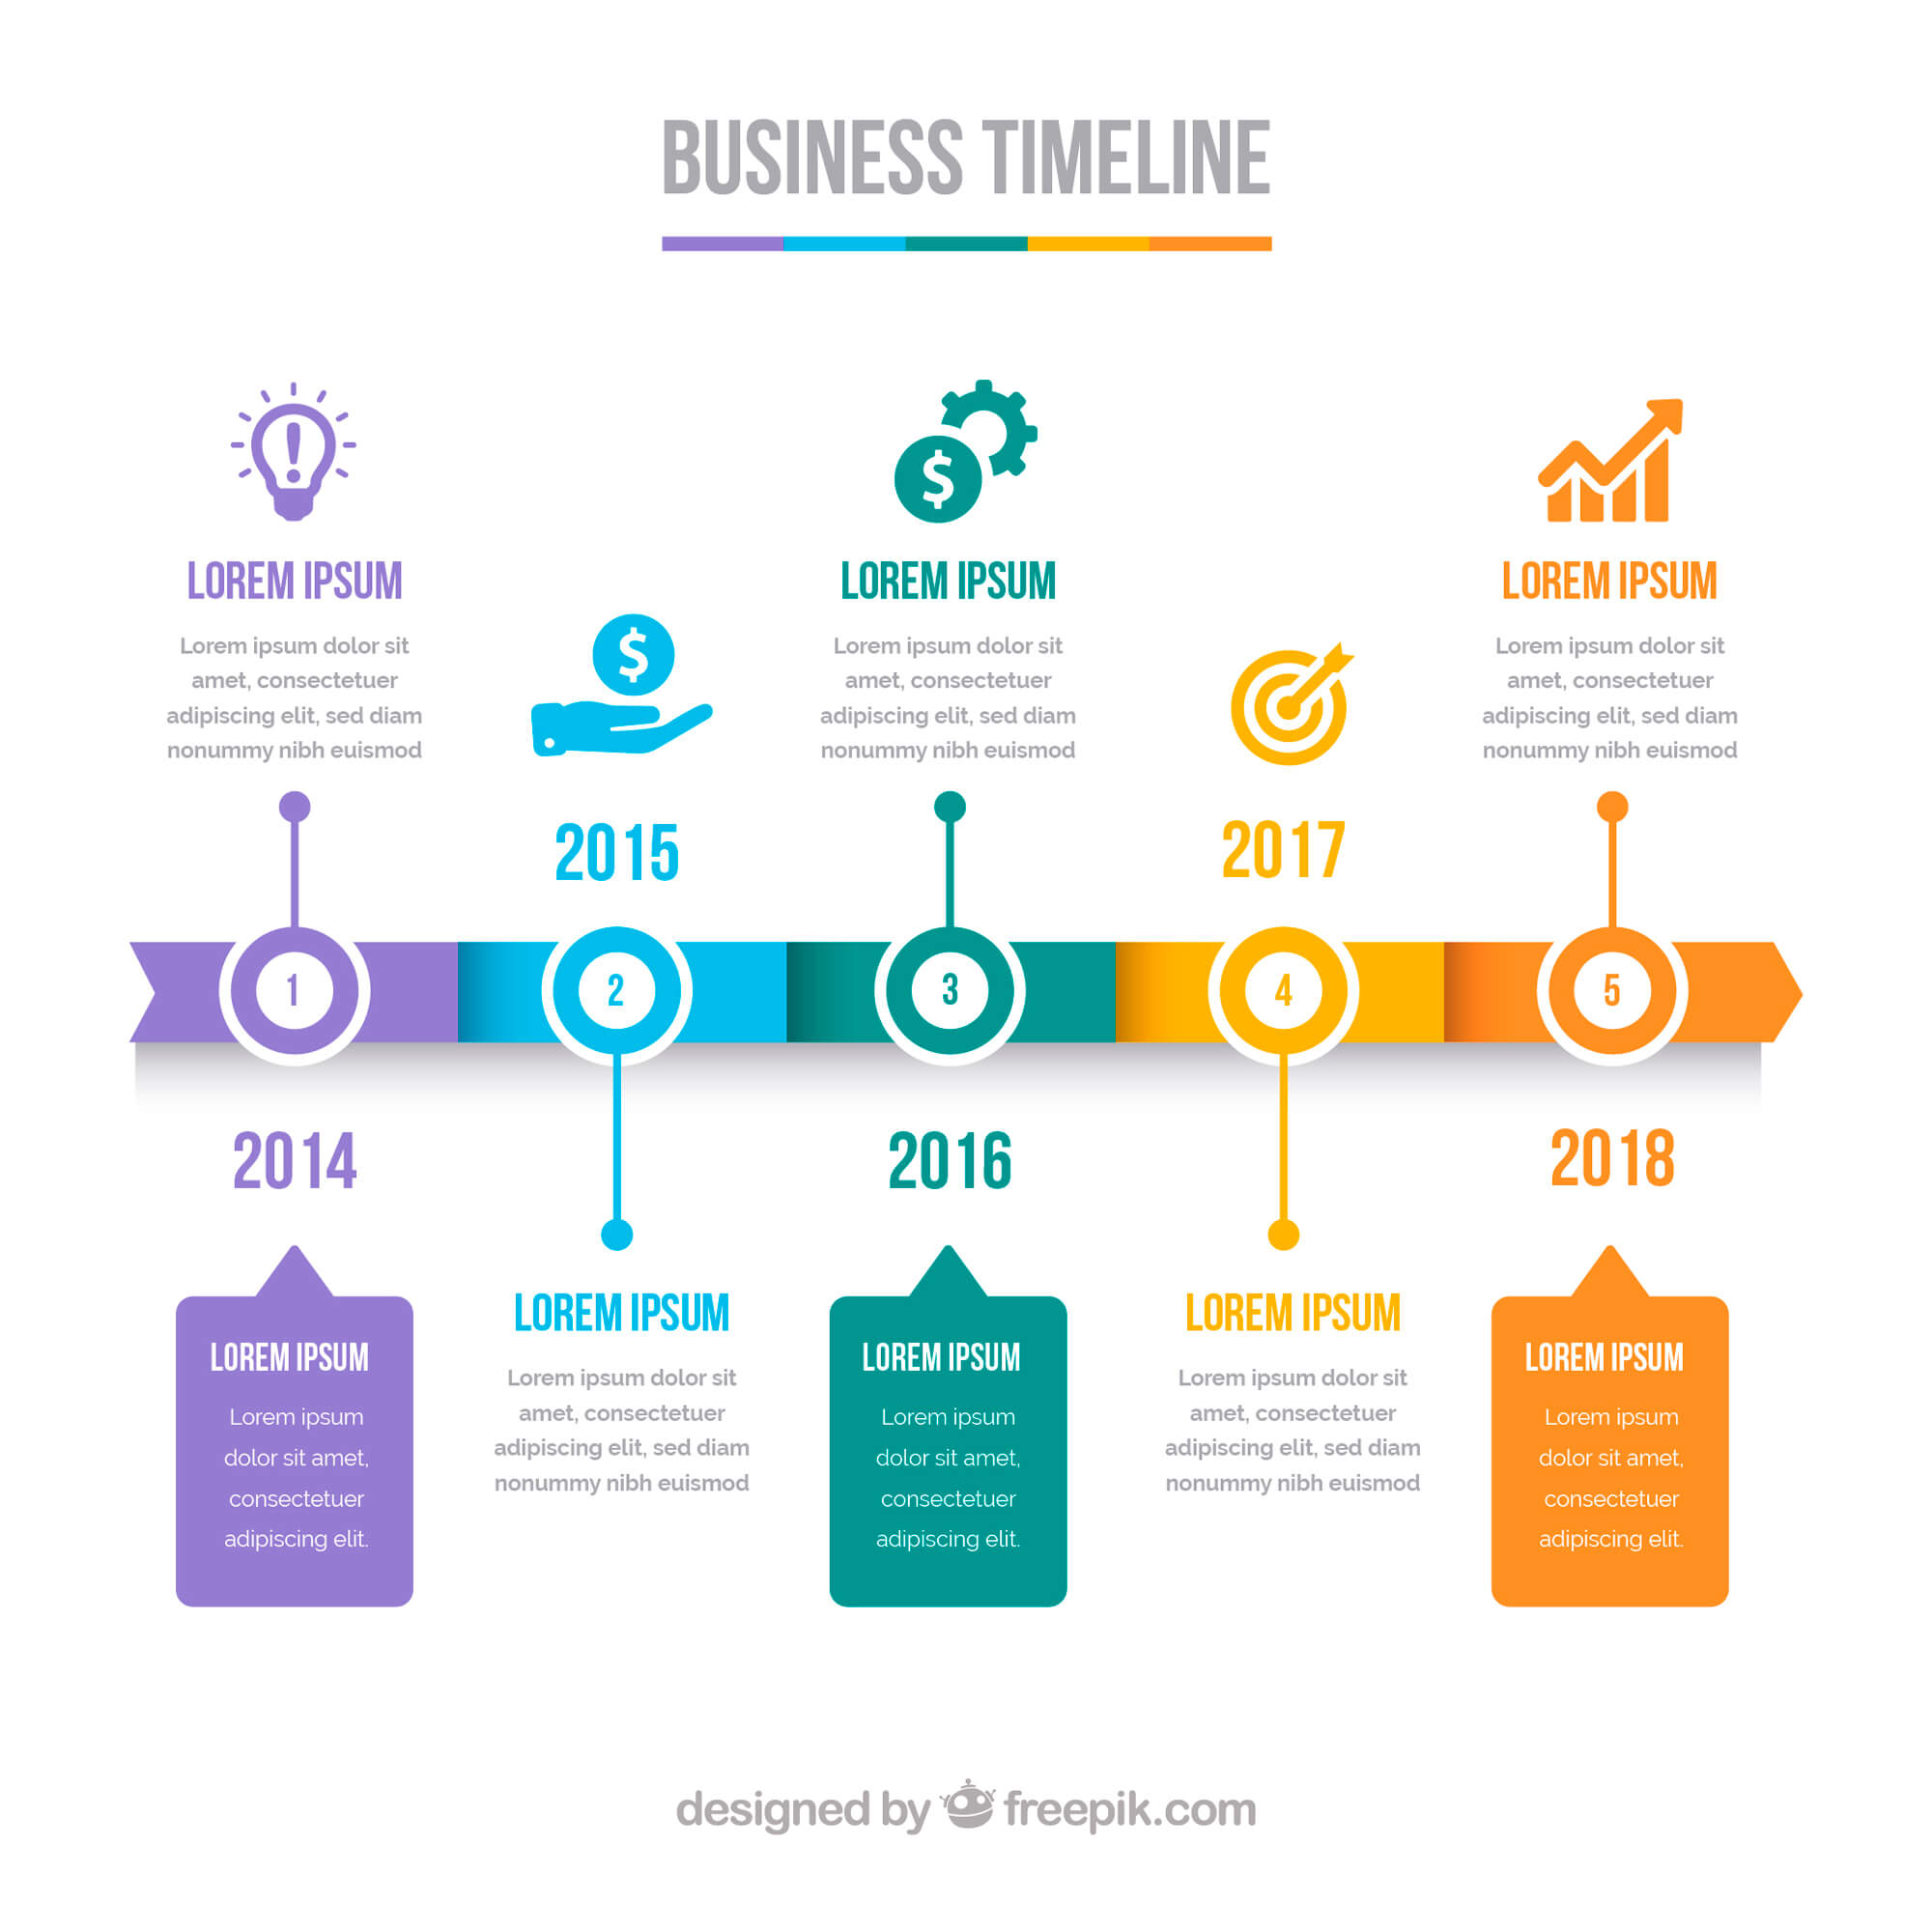 BUSINESS TIMELINE
LOREM IPSUM
Lorem ipsum dolor sit
amet, consectetuer
adipiscing elit, sed diam
nonummy nibh euismod
$
2015
$
LOREM IPSUM
Lorem ipsum dolor sit
amet, consectetuer
adipiscing elit, sed diam
nonummy nibh euismod
2017
LOREM IPSUM
Lorem ipsum dolor sit
amet, consectetuer
adipiscing elit, sed diam
nonummy nibh euismod
1
2
3
4
5
2014
LOREM IPSUM
Lorem ipsum
dolor sit amet,
consectetuer
adipiscing elit.
LOREM IPSUM
Lorem ipsum dolor sit
amet, consectetuer
adipiscing elit, sed diam
nonummy nibh euismod
2016
LOREM IPSUM
Lorem ipsum
dolor sit amet,
consectetuer
adipiscing elit.
LOREM IPSUM
Lorem ipsum dolor sit
amet, consectetuer
adipiscing elit, sed diam
nonummy nibh euismod
2018
LOREM IPSUM
Lorem ipsum
dolor sit amet,
consectetuer
adipiscing elit.
designed by freepik.com